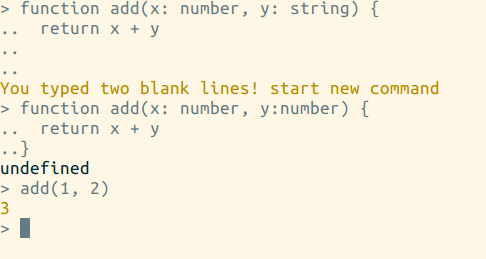 > function add(x: number, y: string) {
..  return x + y
..
..
You typed two blank lines! start new command
> function add(x: number, y:number) {
..  return x + y
..}
undefined
> add(1, 2)
3
>